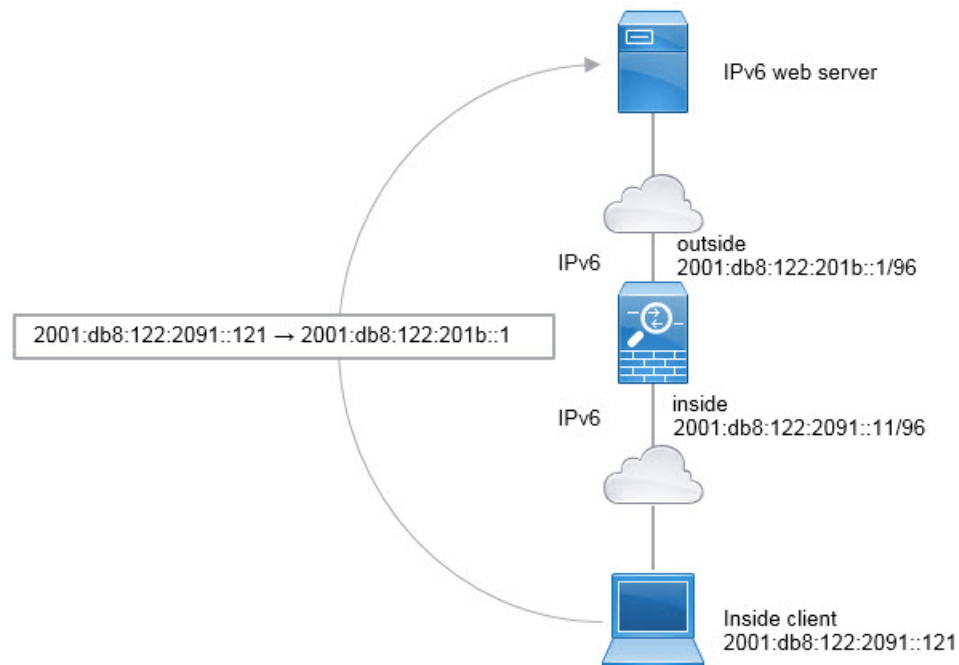 IPv6 web server
outside
IPv6
2001:db8:122:201b::1/96
2001:db8:122:2091::121 → 2001:db8:122:201b::1
inside
IPv6
2001:db8:122:2091::11/96
Inside client
2001:db8:122:2091::121